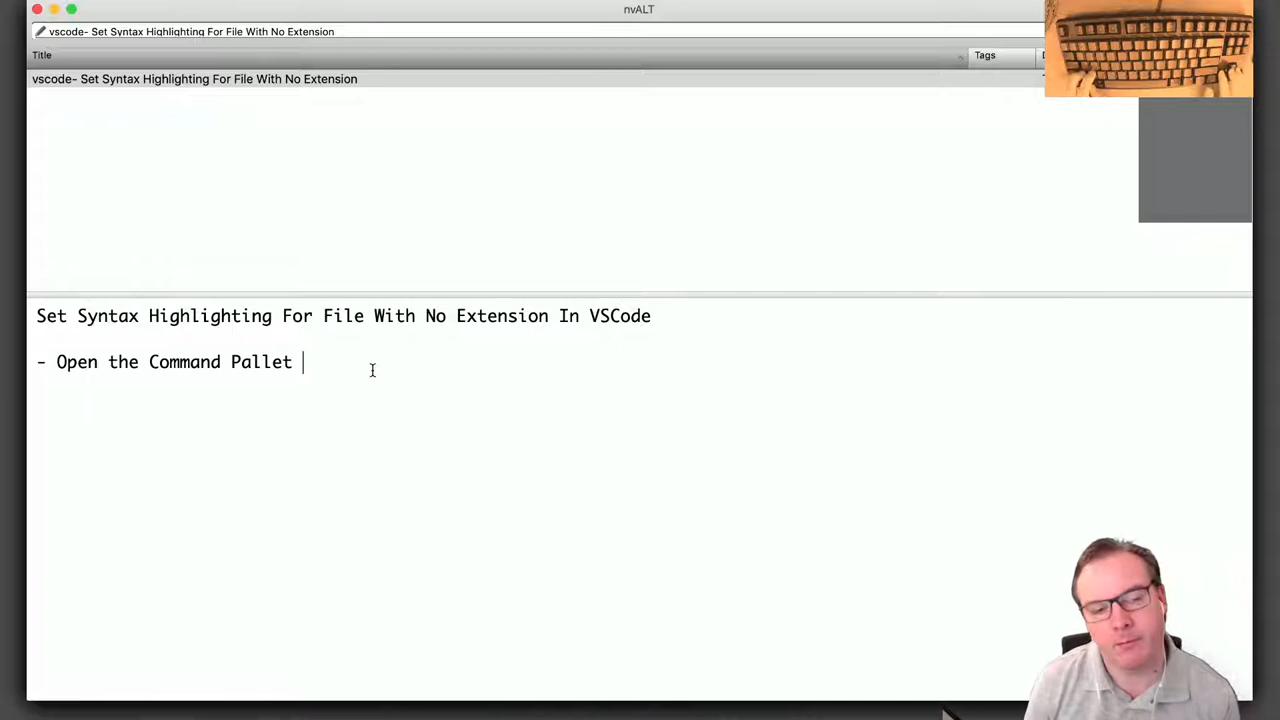 nvALT
vscode- Set Syntax Highlighting For File With No Extension
Title
Tags
vscode- Set Syntax Highlighting For File With No Extension
Set Syntax Highlighting For File With No Extension In VSCode
- Open the Command Pallet